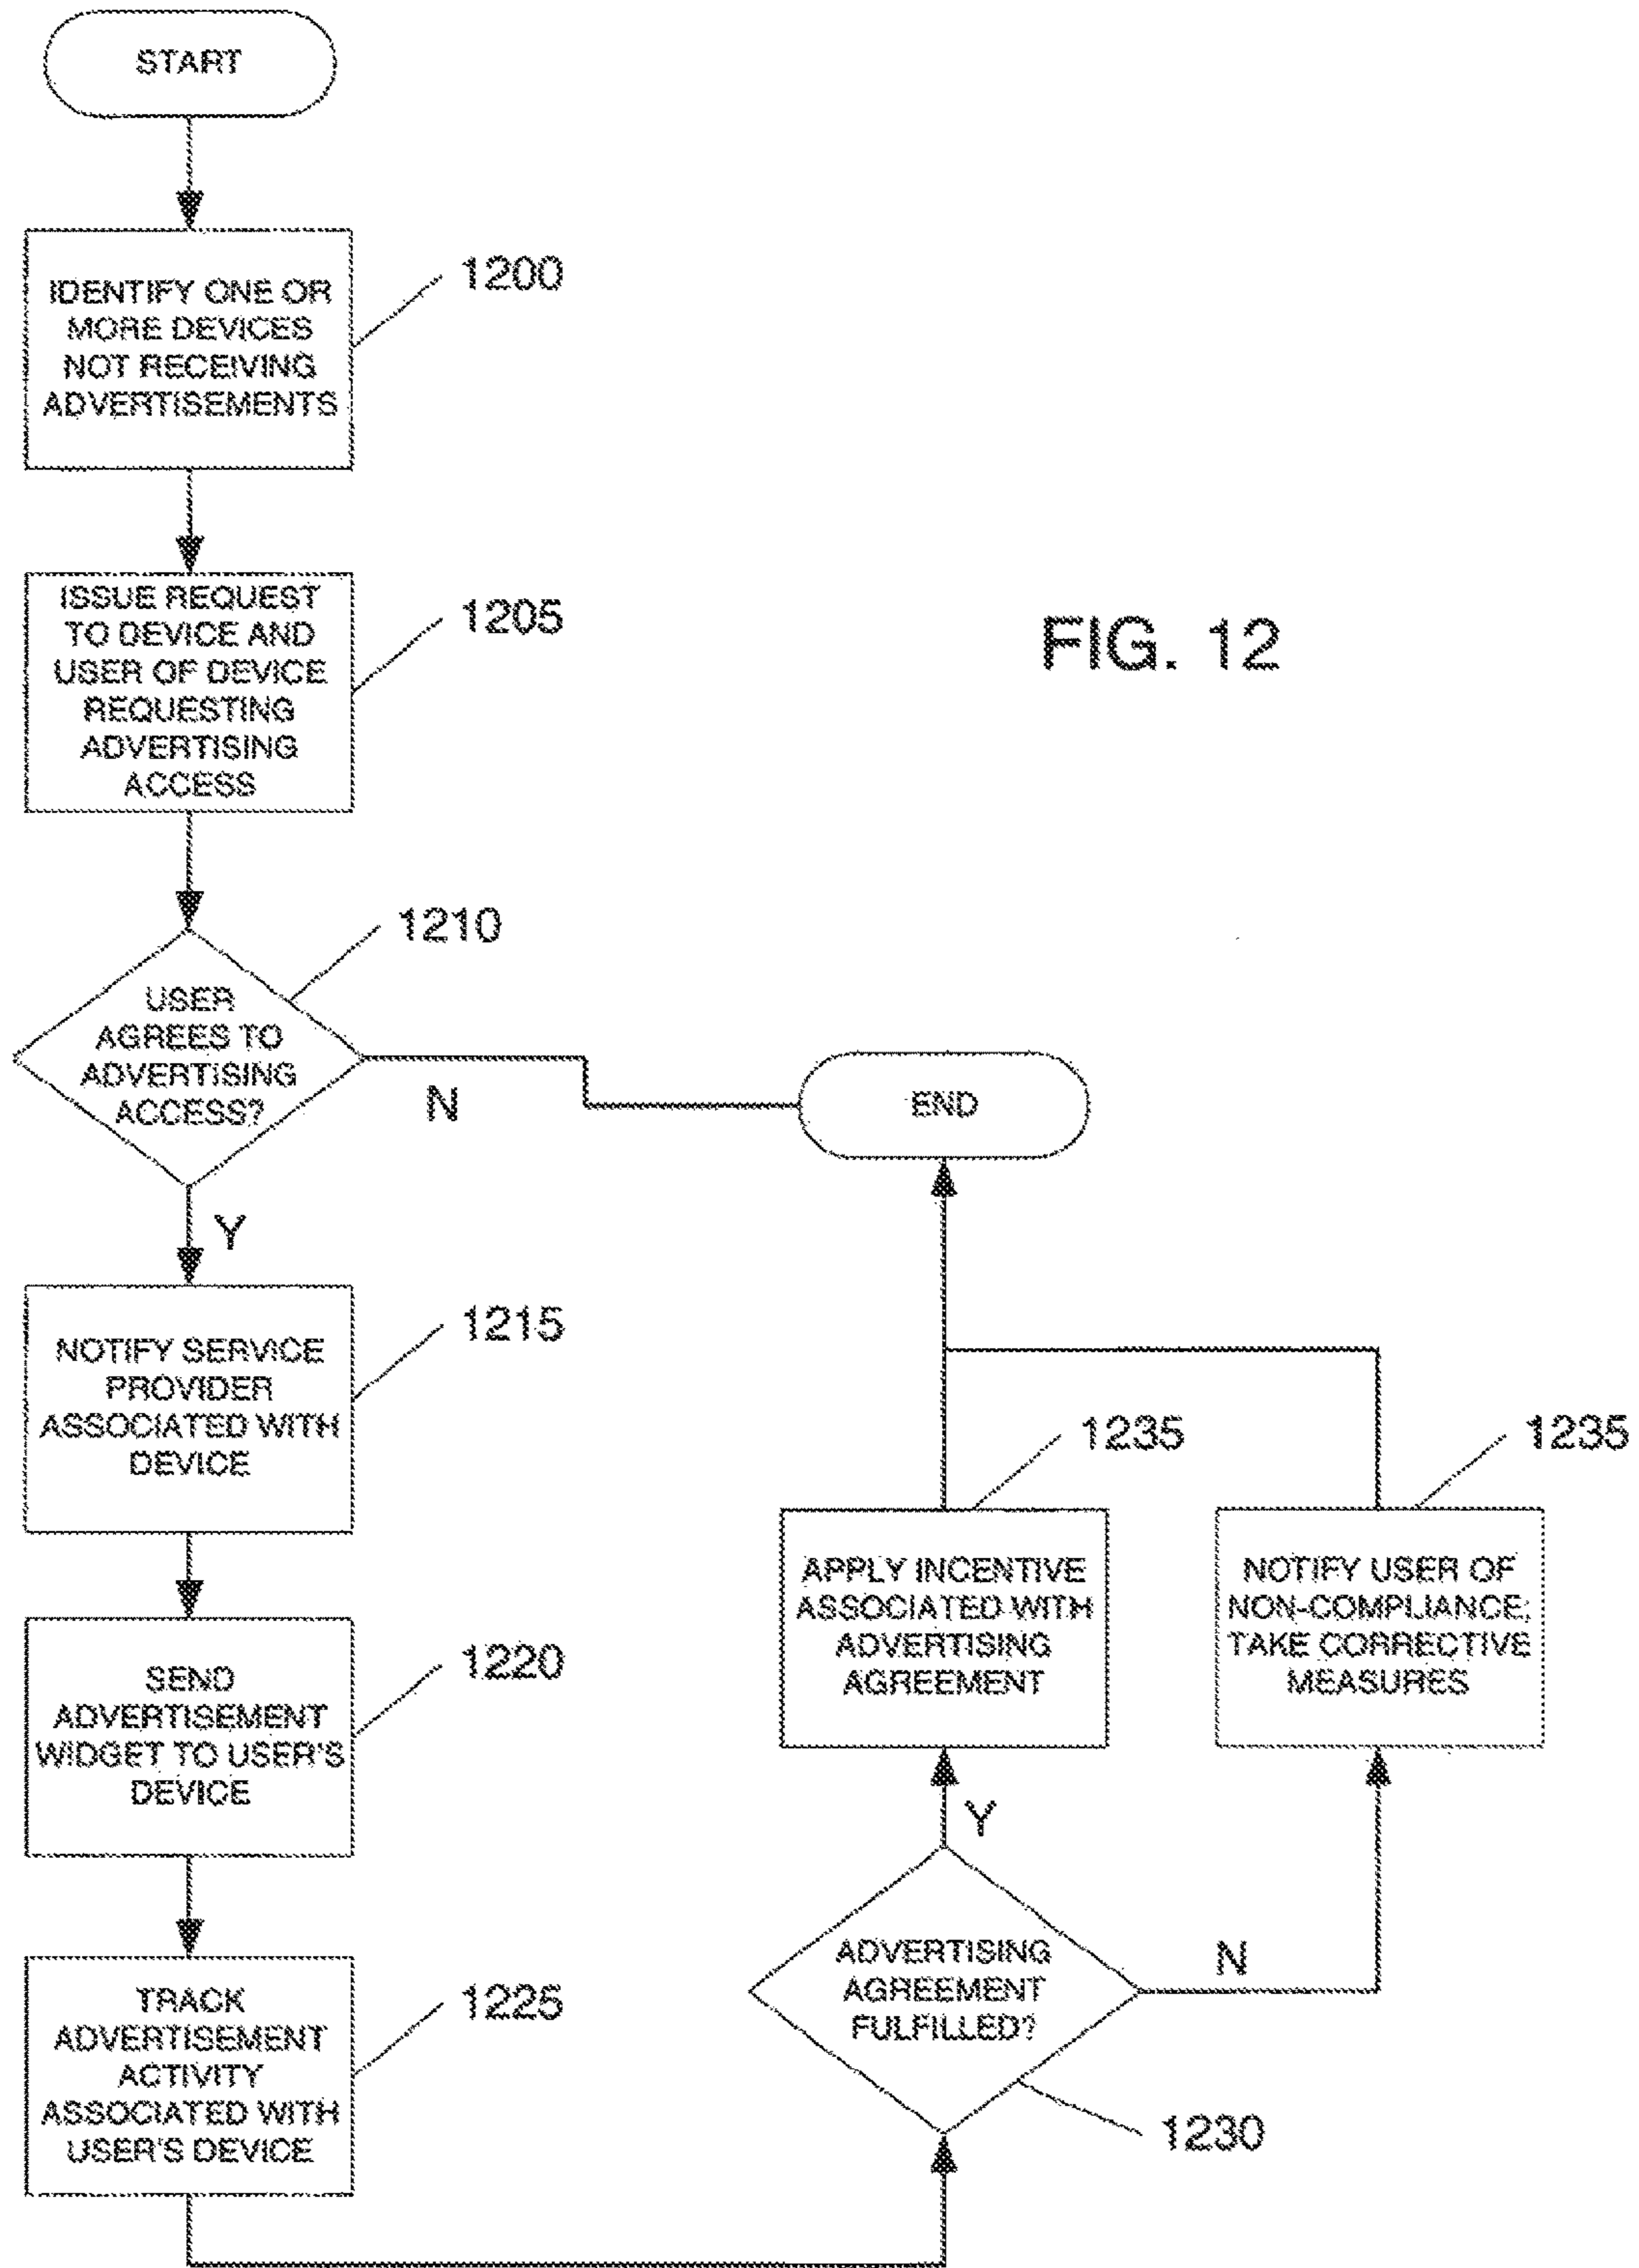 START
IDENTIFY ONE OR
MORE DEVICES
NOT RECEIVING
ADVERTISEMENTS
1200
ISSUE REQUEST
TO DEVICE AND
USER OF DEVICE
REQUESTING
ADVERTISING
ACCESS
1205
FIG. 12
1210
USER
AGREES TO
ADVERTISING
ACCESS?
N
END
Y
NOTIFY SERVICE
PROVIDER
ASSOCIATED WITH
DEVICE
1215
SEND
ADVERTISEMENT
WIDGET TO USER'S
DEVICE
1220
TRACK
ADVERTISEMENT
ACTIVITY
ASSOCIATED WITH
USER'S DEVICE
1225
ADVERTISING
AGREEMENT
FULFILLED?
1230
Y
N
1235
APPLY INCENTIVE
ASSOCIATED WITH
ADVERTISING
AGREEMENT
1235
NOTIFY USER OF
NON-COMPLIANCE;
TAKE CORRECTIVE
MEASURES